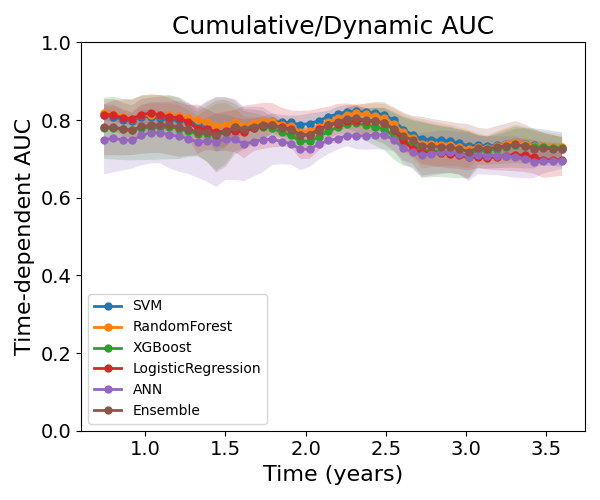 Cumulative/Dynamic AUC
Time-dependent AUC
1.0
0.8
0.6
0.4
0.2
0.0
SVM
RandomForest
XGBoost
LogisticRegression
ANN
Ensemble
1.0 1.5 2.0 2.5 3.0 3.5
Time (years)